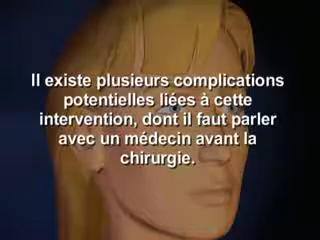 Il existe plusieurs complications
potentielles liées à cette
intervention, dont il faut parler
avec un médecin avant la
chirurgie.